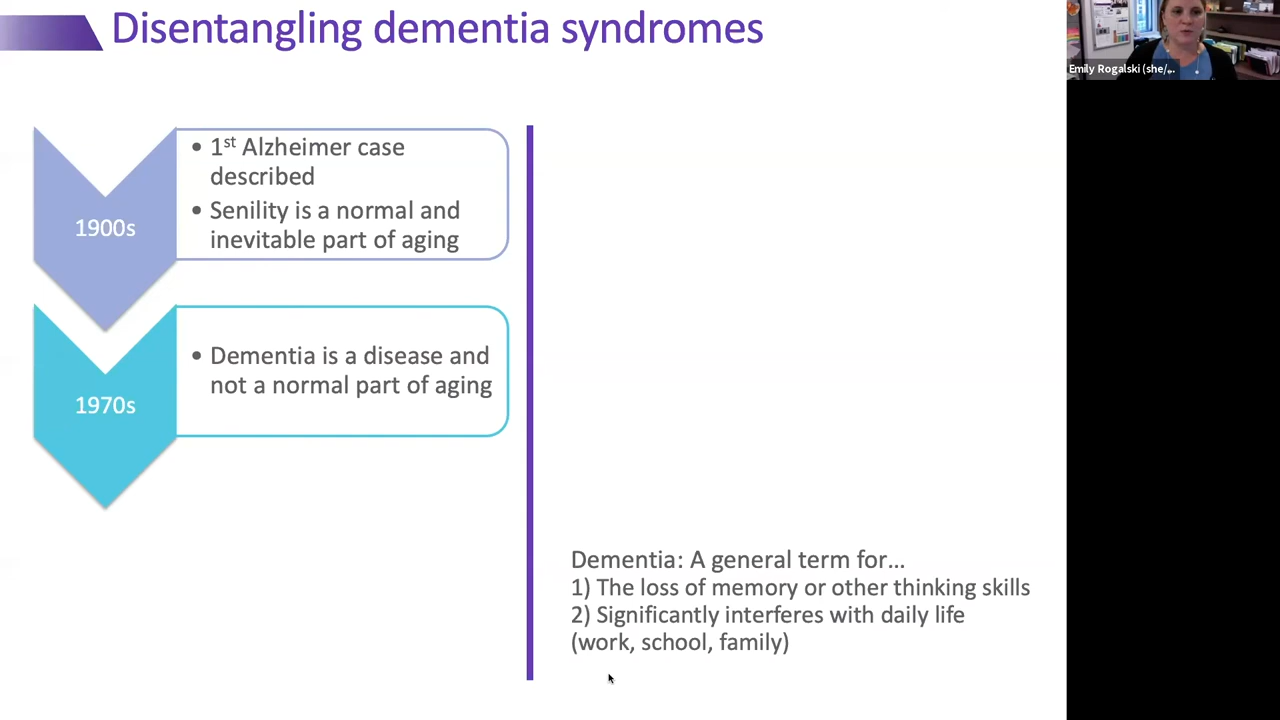 Disentangling dementia syndromes
Emily Rogalski (she/...
1900s
• 1st Alzheimer case
described
• Senility is a normal and
inevitable part of aging
1970s
• Dementia is a disease and
not a normal part of aging
Dementia: A general term for...
1) The loss of memory or other thinking skills
2) Significantly interferes with daily life
(work, school, family)